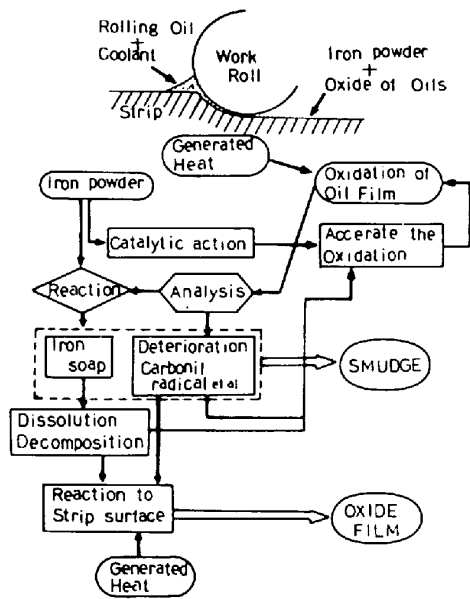 Rolling Oil
+
Coolant
Work
Roll
Iron powder
+
Oxide of Oils
Strip
Generated
Heat
Oxidation of
Oil Film
Iron powder
Catalytic action
Accerate the
Oxidation
Reaction
Analysis
Iron
soap
Deterioration
Carbonil
radical et al
SMUDGE
Dissolution
Decomposition
Reaction to
Strip surface
OXIDE
FILM
Generated
Heat